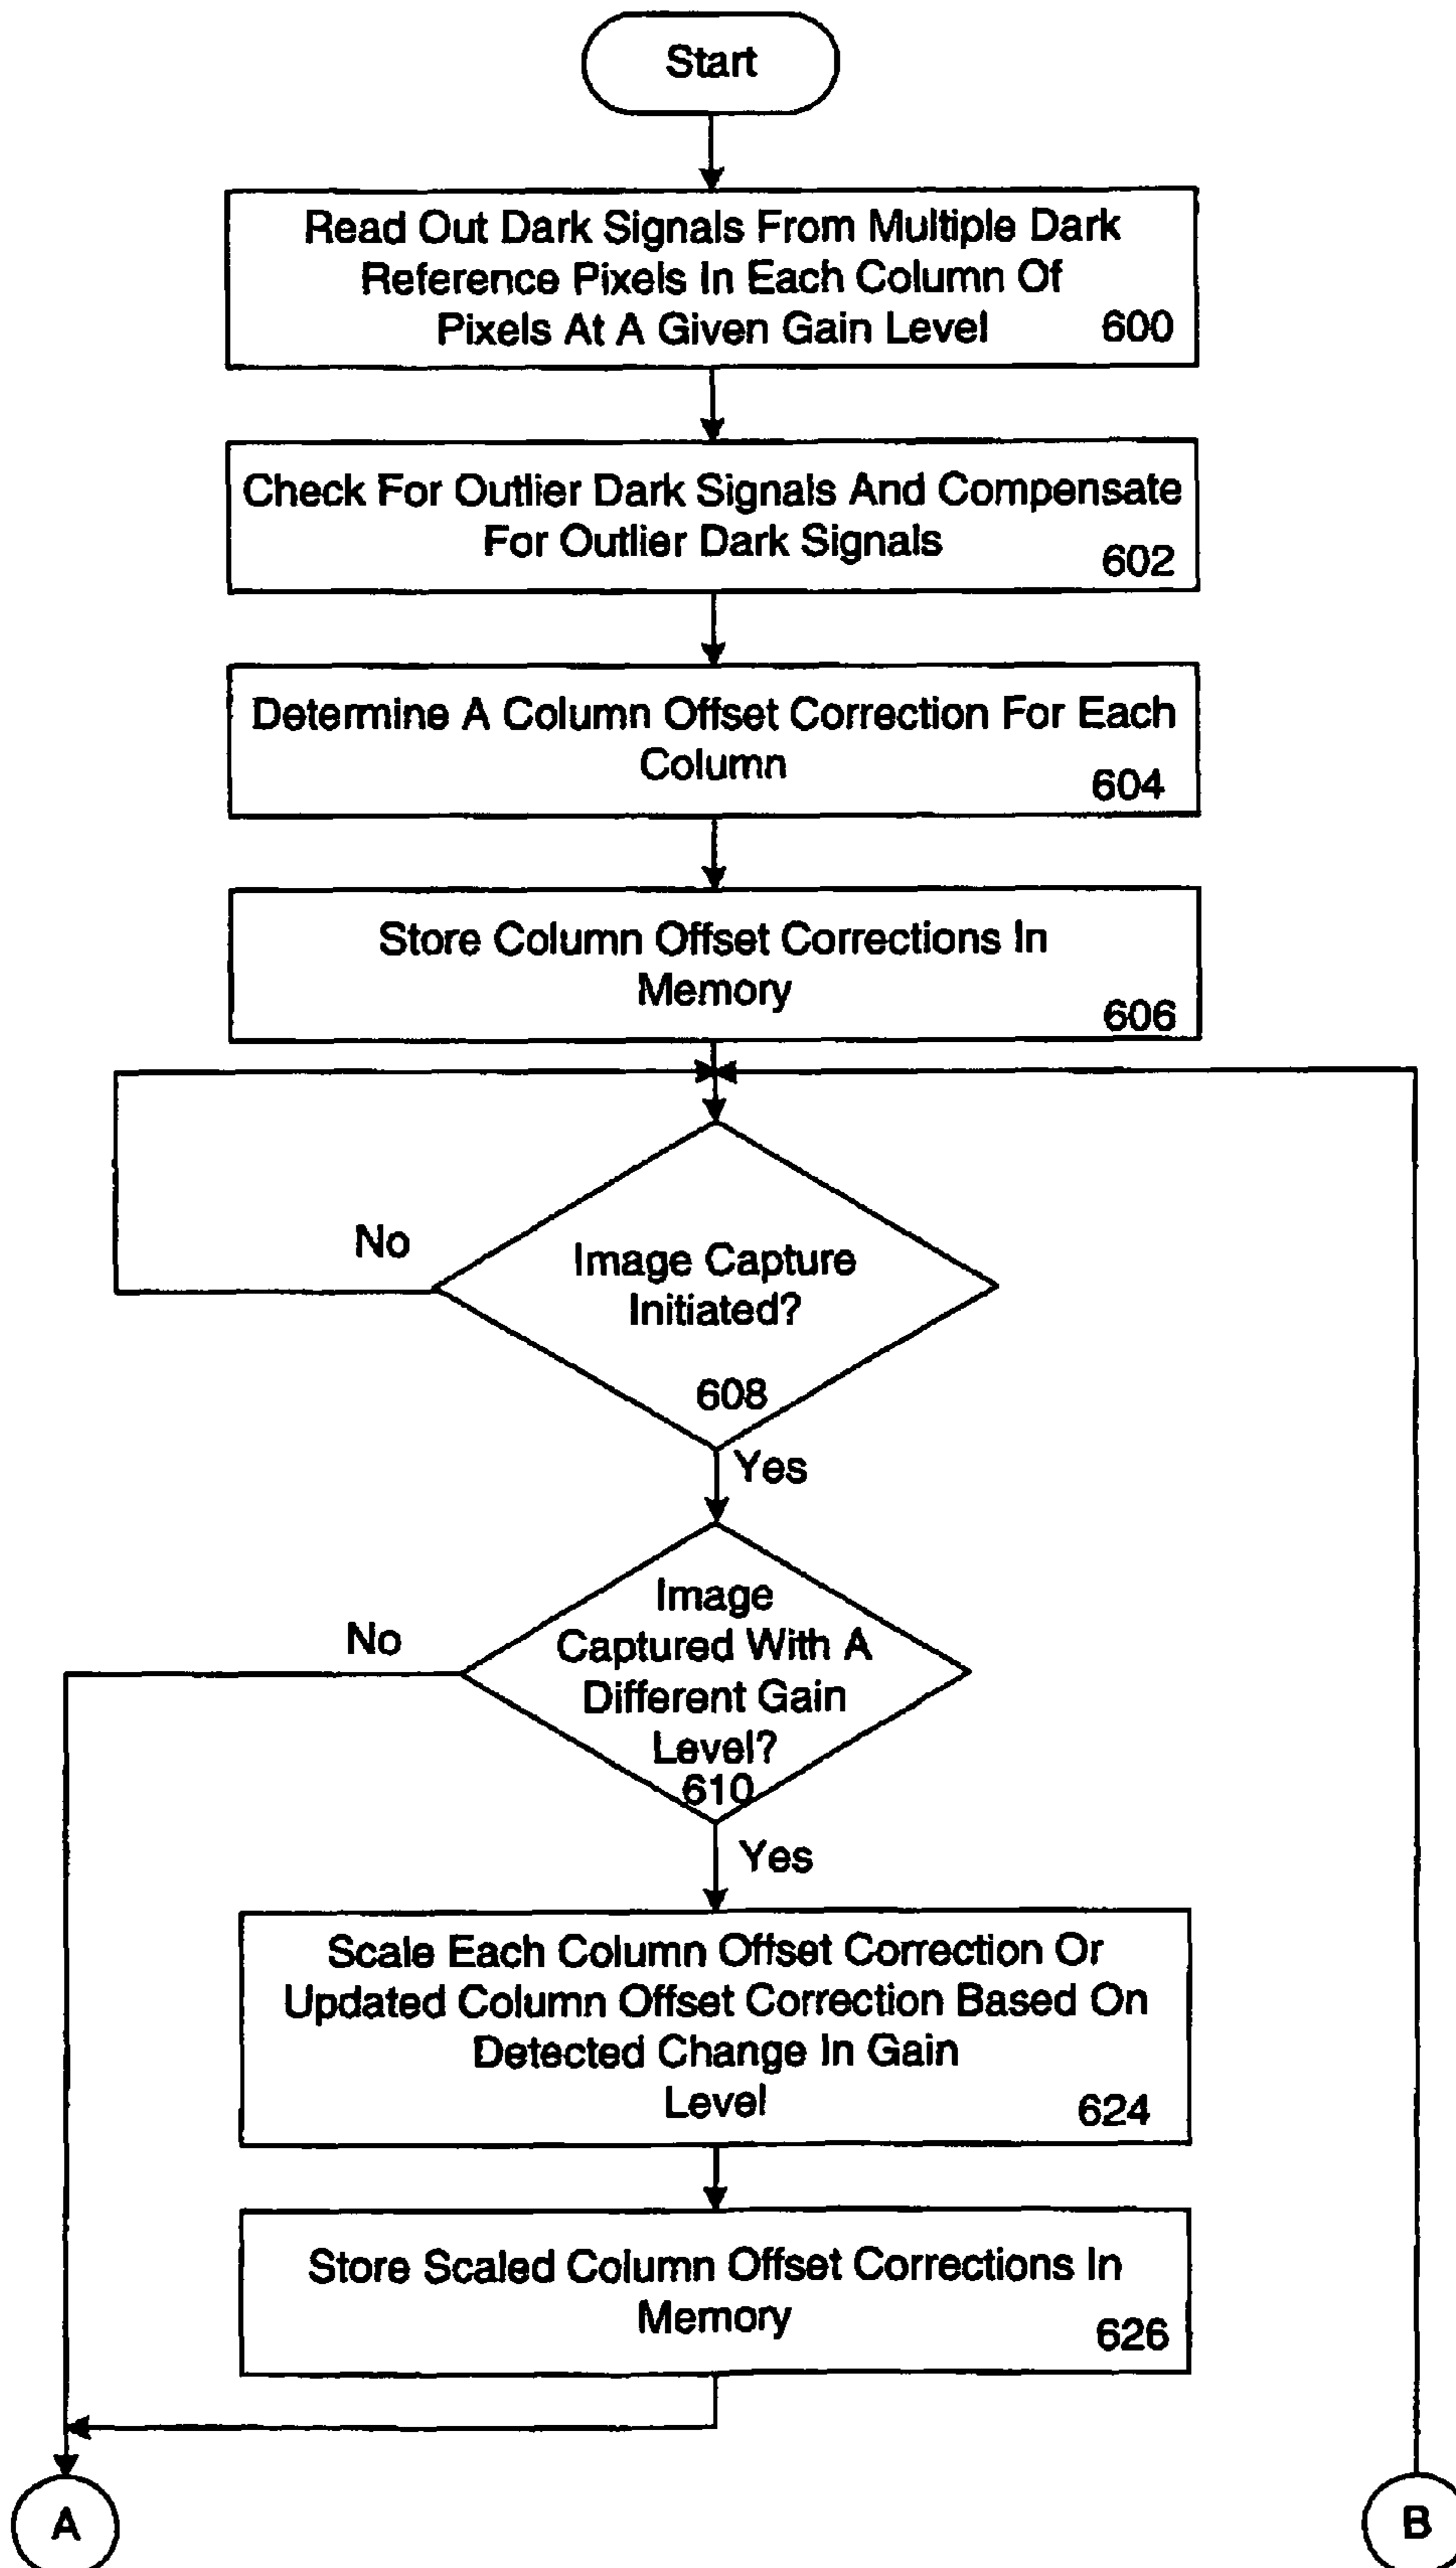 Start
Read Out Dark Signals From Multiple Dark
Reference Pixels In Each Column Of
Pixels At A Given Gain Level 600
Check For Outlier Dark Signals And Compensate
For Outlier Dark Signals
602
Determine A Column Offset Correction For Each
Column
604
Store Column Offset Corrections In
Memory
606
No
Image Capture
Initiated?
608
Yes
Image
No
Captured With A
Different Gain
Level?
610
Yes
Scale Each Column Offset Correction Or
Updated Column Offset Correction Based On
Detected Change In Gain
Level 624
Store Scaled Column Offset Corrections In
Memory
626
A B